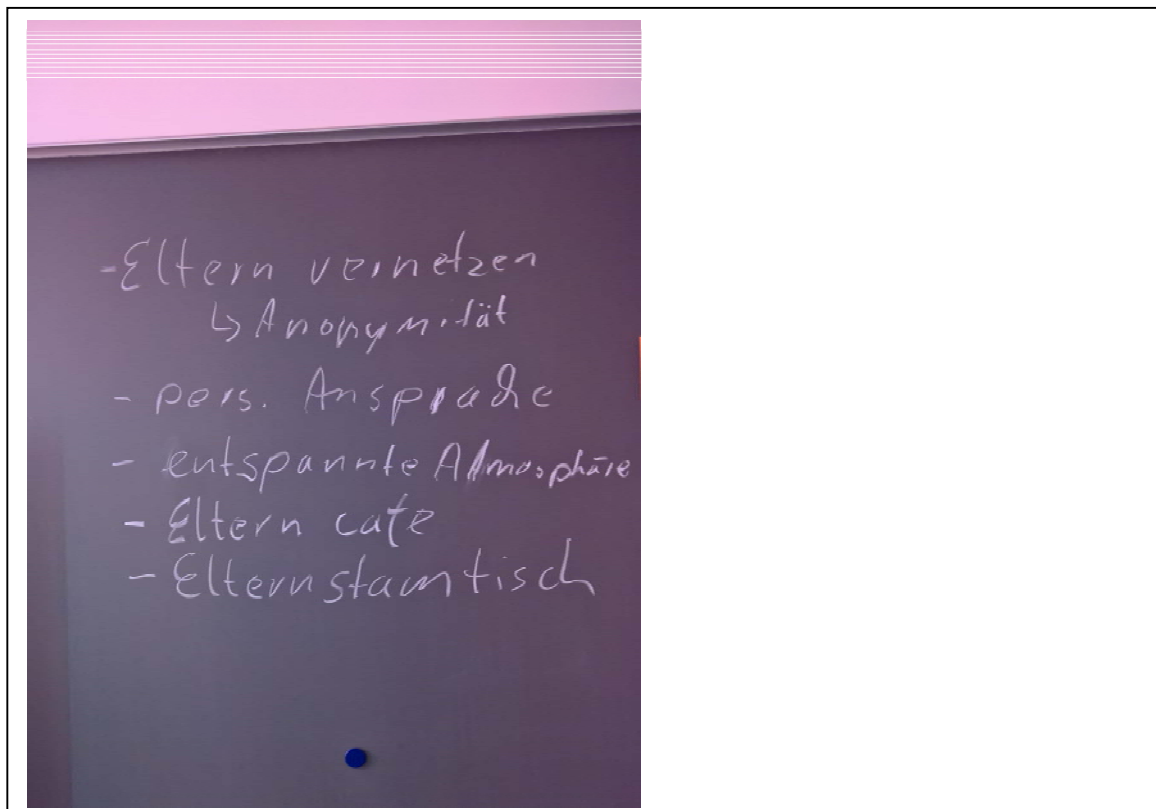 - Eltern vernetzen
↳ Anonymität
- pers. Ansprache
- entspannte Atmosphäre
- Eltern cafe
- Elternstamtisch